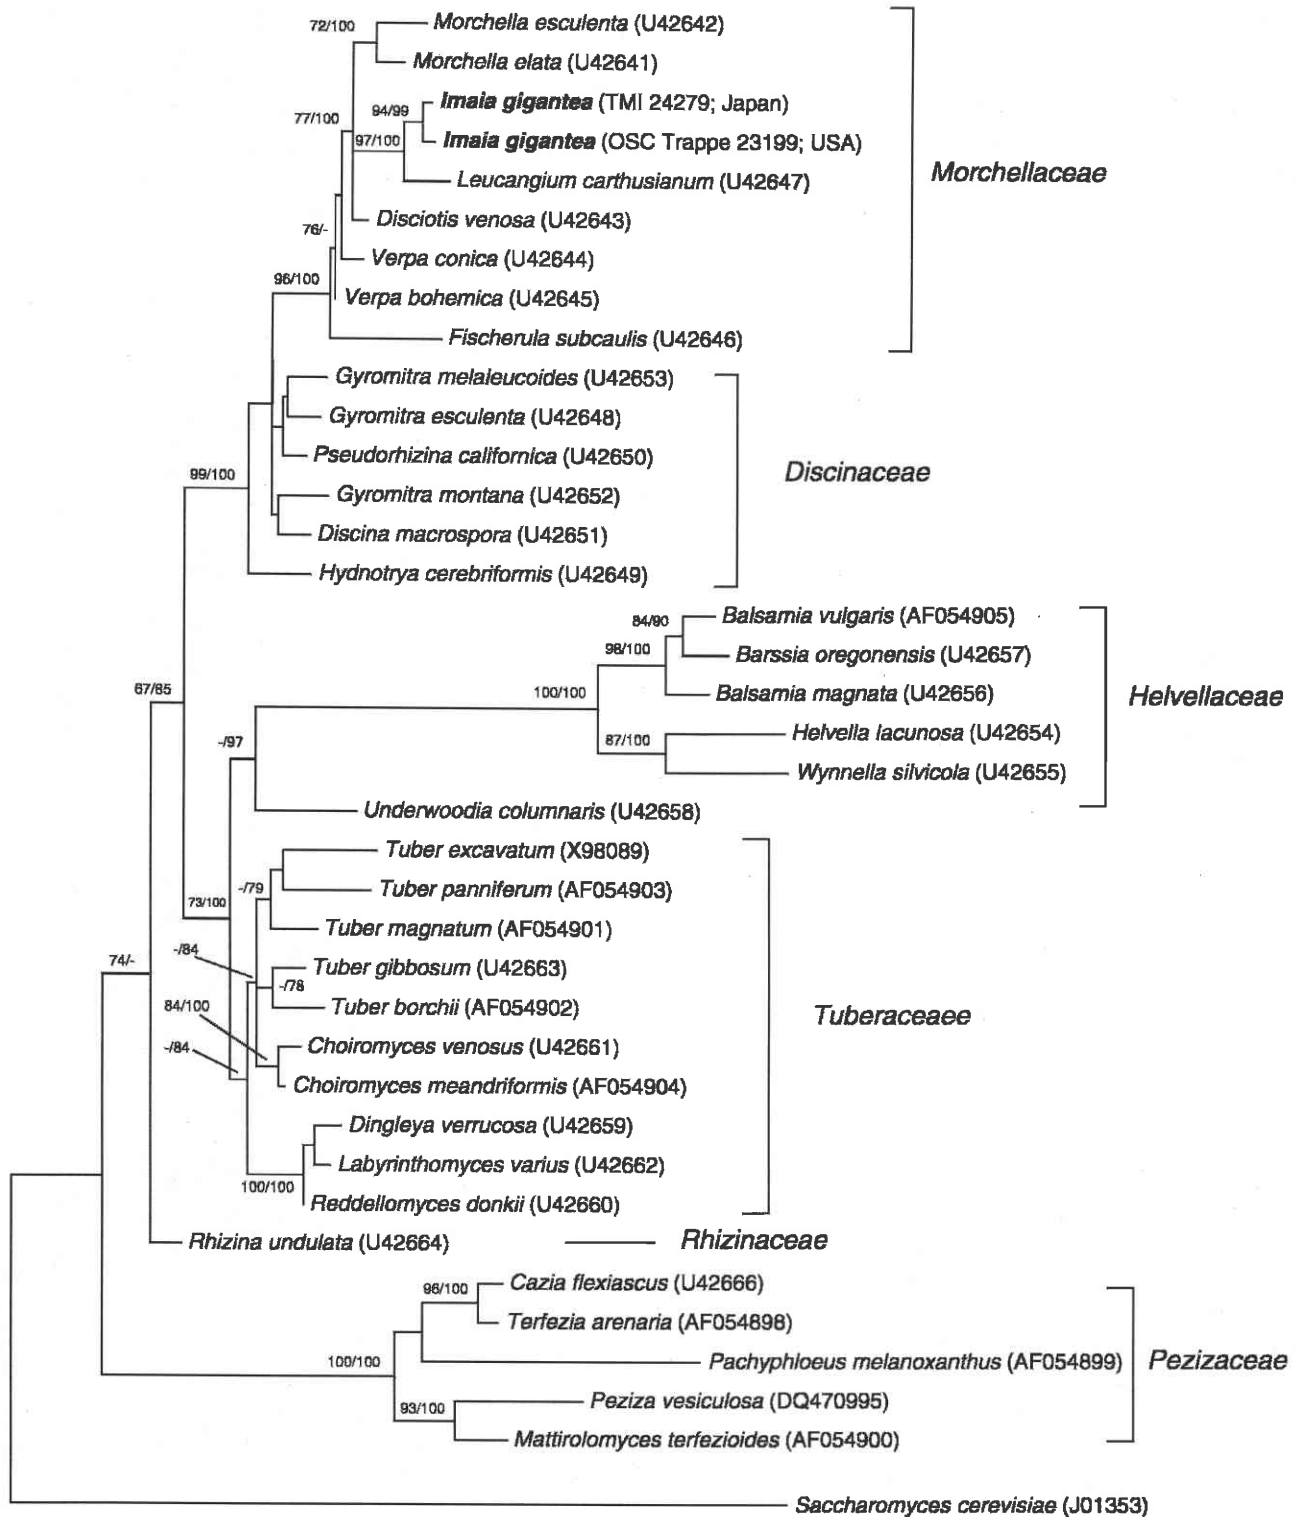 72/100
Morchella esculenta (U42642)
Morchella elata (U42641)
94/99
Imaia gigantea (TMI 24279; Japan)
77/100
97/100
Imaia gigantea (OSC Trappe 23199; USA)
Morchellaceae
Leucangium carthusianum (U42647)
Disciotis venosa (U42643)
76/-
Verpa conica (U42644)
96/100
Verpa bohemica (U42645)
Fischerula subcaulis (U42646)
Gyromitra melaleucoides (U42653)
Gyromitra esculenta (U42648)
Pseudorhizina californica (U42650)
Discinaceae
99/100
Gyromitra montana (U42652)
Discina macrospora (U42651)
Hydnotrya cerebriformis (U42649)
84/90
Balsamia vulgaris (AF054905)
98/100
Barssia oregonensis (U42657)
67/85
100/100
Balsamia magnata (U42656)
Helvellaceae
-/97
87/100
Helvella lacunosa (U42654)
Wynnella silvicola (U42655)
Underwoodia columnaris (U42658)
Tuber excavatum (X98089)
-/79
Tuber panniferum (AF054903)
73/100
Tuber magnatum (AF054901)
74/-
-/84
Tuber gibbosum (U42663)
-/78
84/100
Tuber borchii (AF054902)
Tuberaceaee
-/84
Choiromyces venosus (U42661)
Choiromyces meandriformis (AF054904)
Dingleya verrucosa (U42659)
Labyrinthomyces varius (U42662)
100/100
Reddellomyces donkii (U42660)
Rhizina undulata (U42664)
Rhizinaceae
96/100
Cazia flexiascus (U42666)
Terfezia arenaria (AF054898)
100/100
Pachyphloeus melanoxanthus (AF054899)
Pezizaceae
93/100
Peziza vesiculosa (DQ470995)
Mattirolomyces terfezioides (AF054900)
Saccharomyces cerevisiae (J01353)